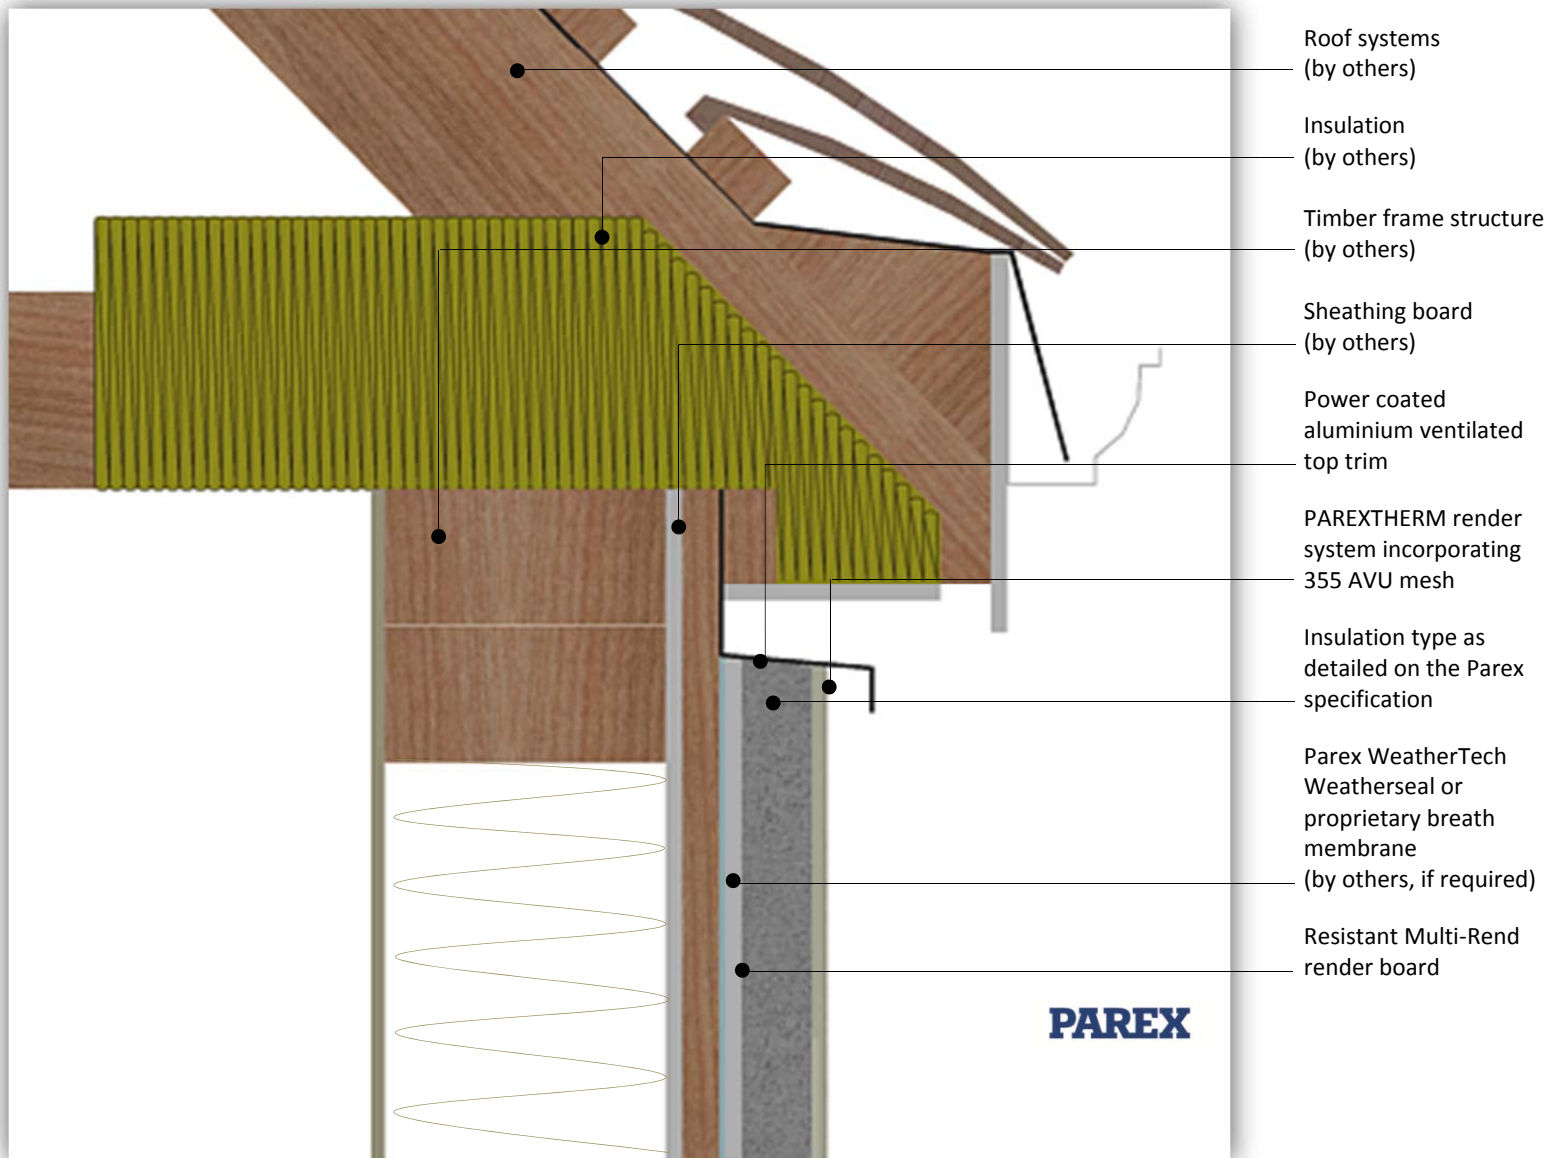 Roof systems
(by others)
Insulation
(by others)
Timber frame structure
(by others)
Sheathing board
(by others)
Power coated
aluminium ventilated
top trim
PAREXTHERM render
system incorporating
355 AVU mesh
Insulation type as
detailed on the Parex
specification
Parex WeatherTech
Weatherseal or
proprietary breath
membrane
(by others, if required)
Resistant Multi-Rend
render board
PAREX